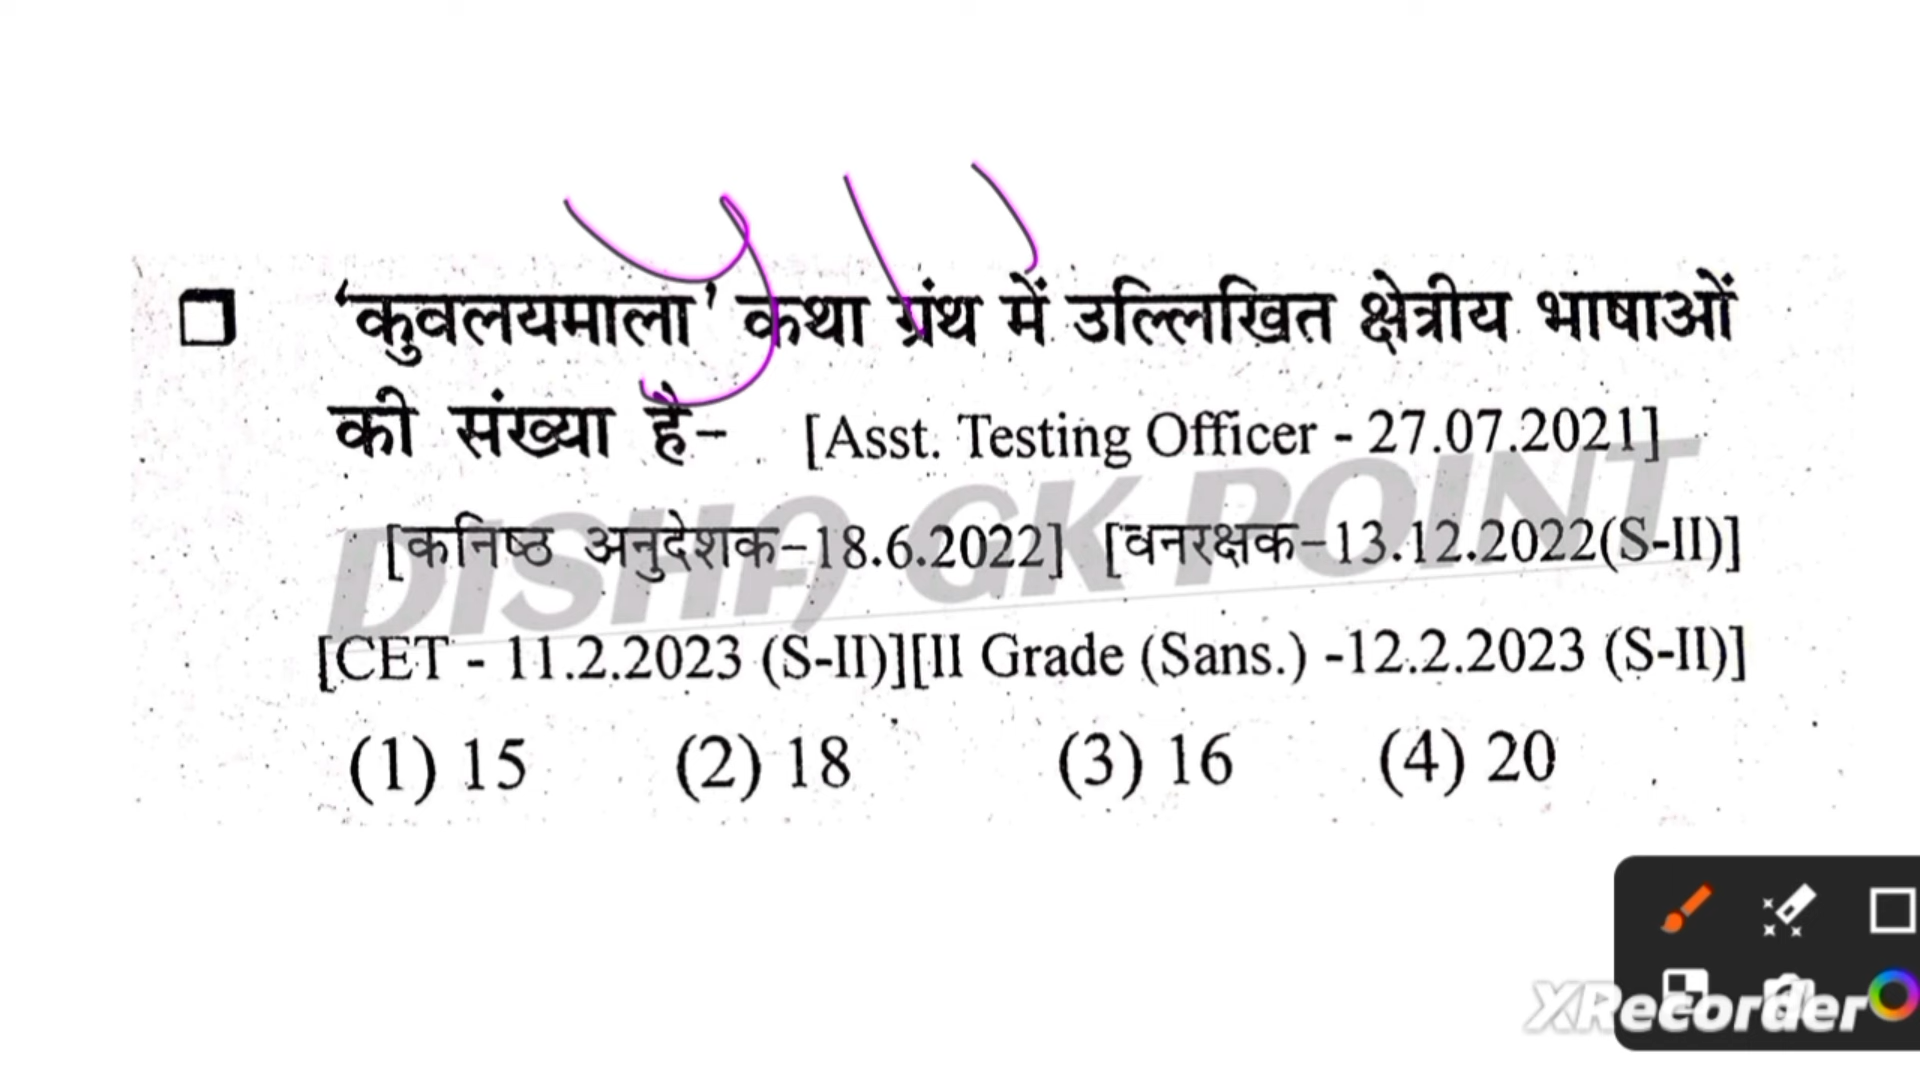 'कुवलयमाला' कथा ग्रंथ में उल्लिखित क्षेत्रीय भाषाओं
की संख्या है- [Asst. Testing Officer - 27.07.2021]
DISHA GK POINT
[कनिष्ठ अनुदेशक-18.6.2022] [वनरक्षक-13.12.2022(S-II)]
[CET - 11.2.2023 (S-II)][II Grade (Sans.) -12.2.2023 (S-II)]
(1) 15 (2) 18 (3) 16 (4) 20
XRecorder